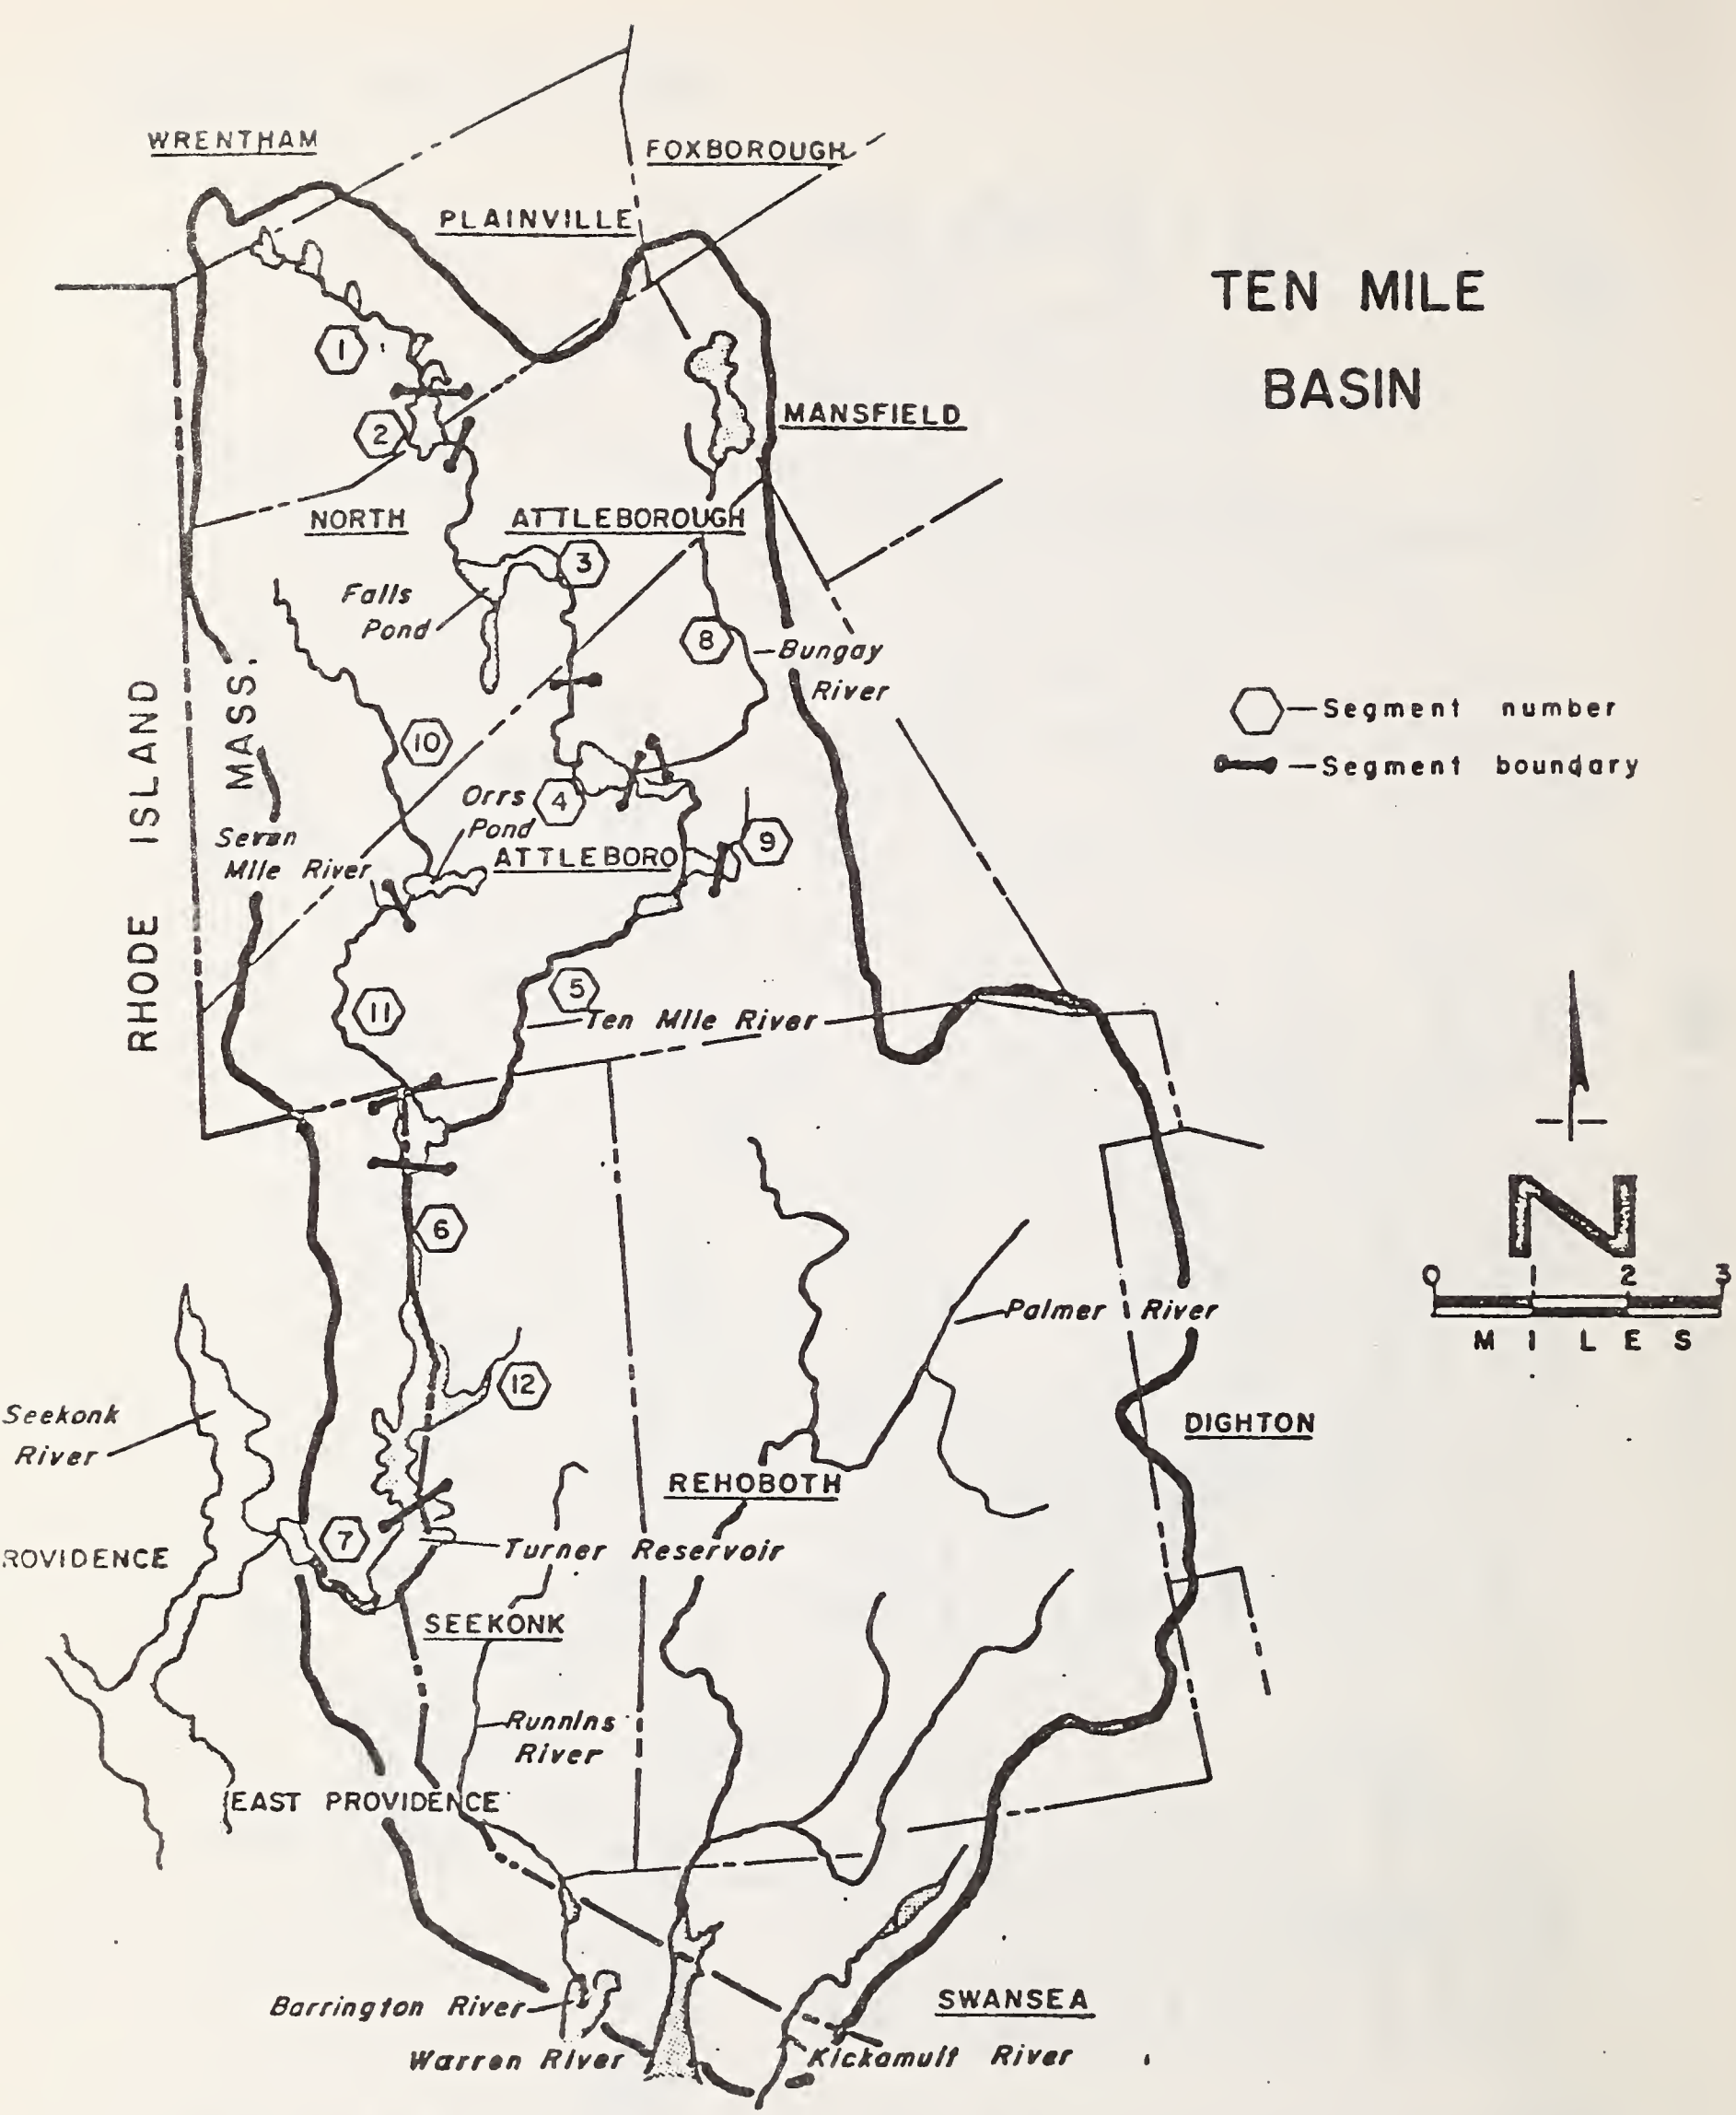 WRENTHAM
FOXBOROUGH
PLAINVILLE
TEN MILE
BASIN
1
MANSFIELD
2
NORTH ATTLEBOROUGH
3
Falls
Pond
8
Bungay
River
RHODE ISLAND
MASS.
Segment number
Segment boundary
10
Orrs
Pond
4
9
Seven
Mile River
ATTLEBORO
5
11
Ten Mile River
6
N
0 1 2 3
MILES
Palmer River
12
Seekonk
River
DIGHTON
REHOBOTH
7
ROVIDENCE
Turner Reservoir
SEEKONK
Runnins
River
EAST PROVIDENCE
Barrington River
SWANSEA
Warren River
Kickamuit River